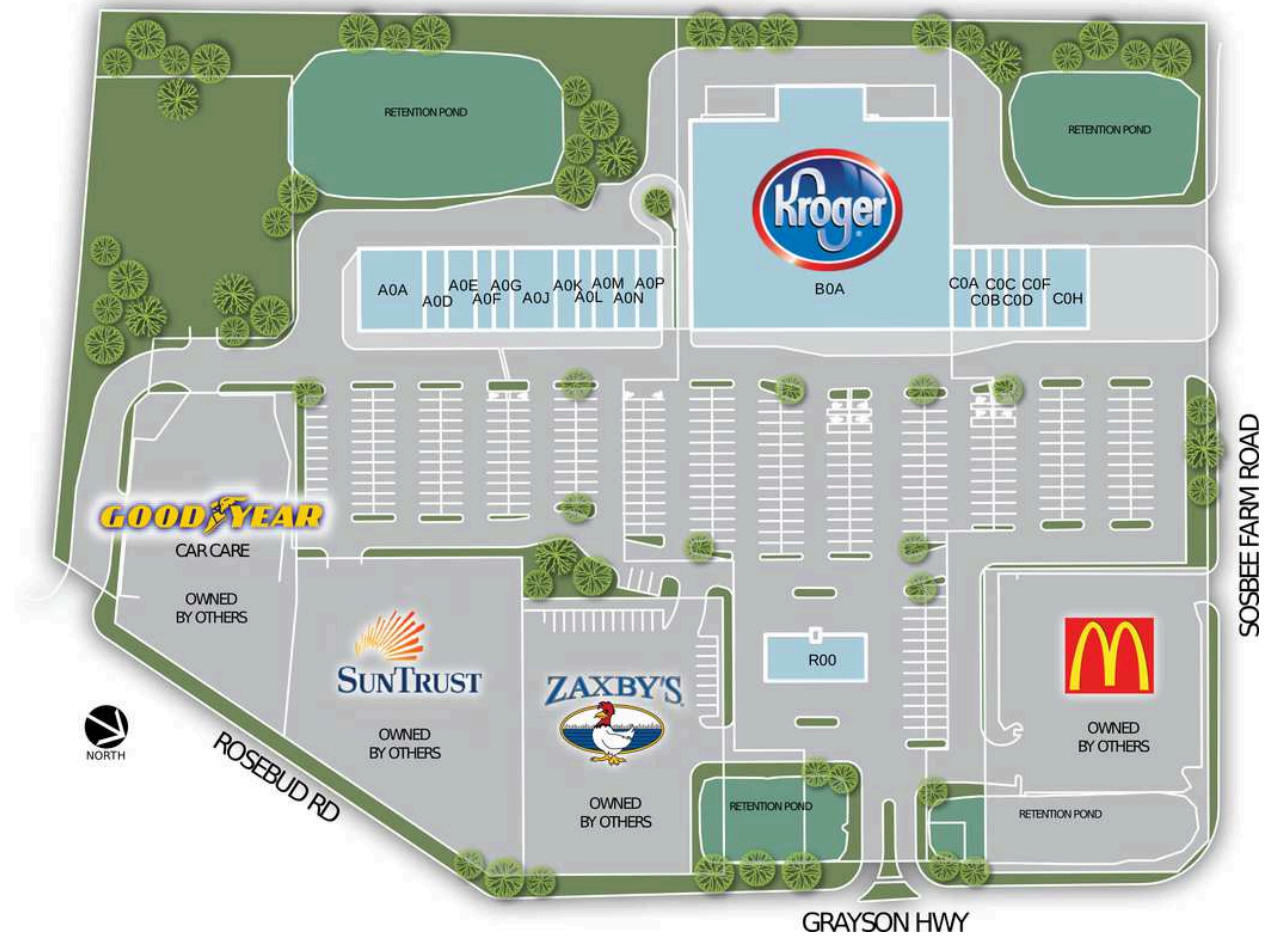 RETENTION POND
RETENTION POND
Kroger
B0A
A0A
A0D
A0E
A0F
A0G
A0J
A0K
A0L
A0M
A0N
A0P
C0A
C0B
C0C
C0D
C0F
C0H
GOODYEAR
CAR CARE
OWNED
BY OTHERS
SUNTRUST
OWNED
BY OTHERS
ZAXBY'S
OWNED
BY OTHERS
R00
OWNED
BY OTHERS
RETENTION POND
RETENTION POND
NORTH
ROSEBUD RD
SOSBEE FARM ROAD
GRAYSON HWY